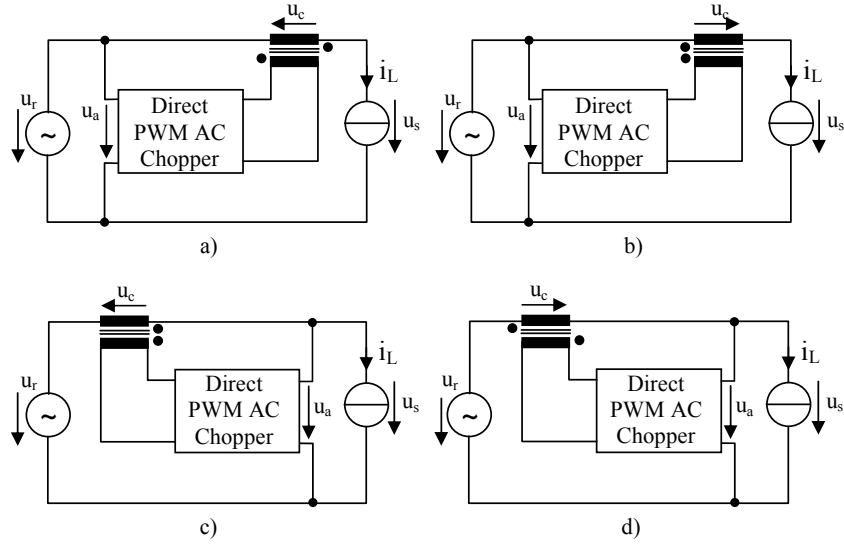 u_c
u_r
u_a
Direct
PWM AC
Chopper
i_L
u_s
~
a)
u_c
u_r
u_a
Direct
PWM AC
Chopper
i_L
u_s
~
b)
u_c
u_r
Direct
PWM AC
Chopper
u_a
i_L
u_s
~
c)
u_c
u_r
Direct
PWM AC
Chopper
u_a
i_L
u_s
~
d)